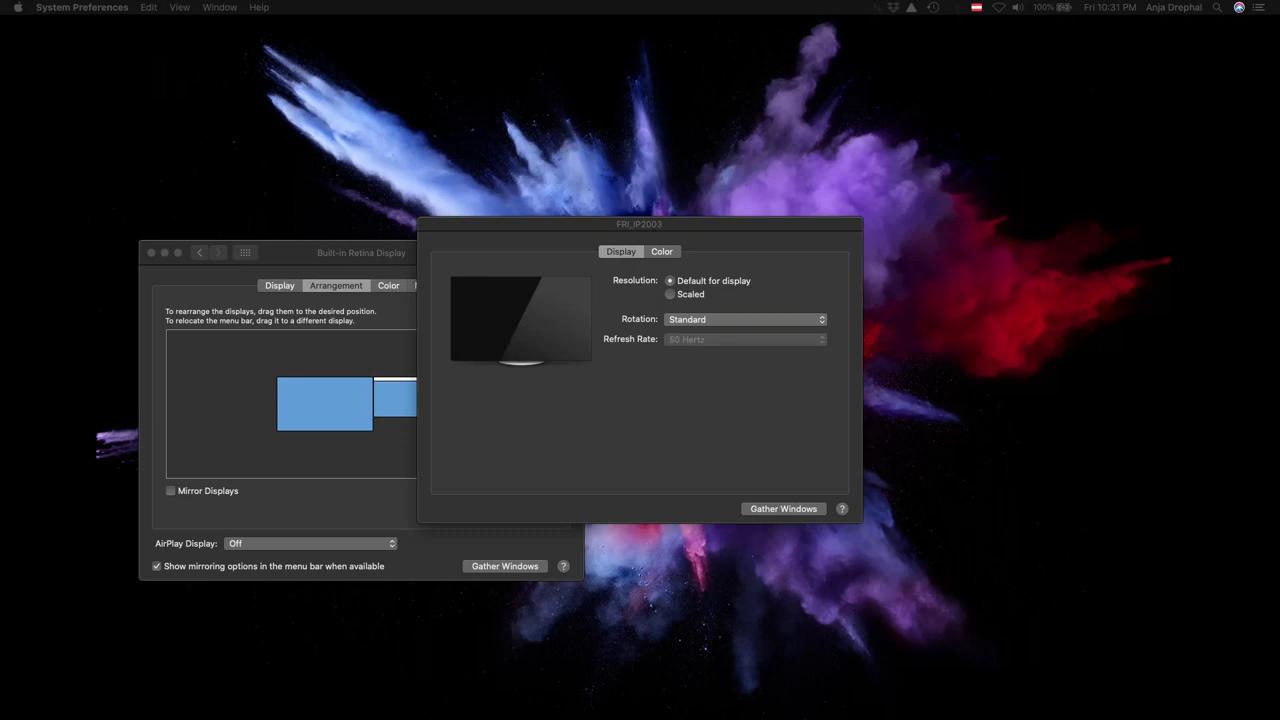 System Preferences Edit View Window Help 100% Fri 10:31 PM Anja Drephal
FRI_IP2003
Display Color
Resolution: Default for display
Scaled
Rotation: Standard
Refresh Rate: 50 Hertz
Gather Windows ?
Built-in Retina Display
Display Arrangement Color
To rearrange the displays, drag them to the desired position.
To relocate the menu bar, drag it to a different display.
Mirror Displays
AirPlay Display: Off
Show mirroring options in the menu bar when available
Gather Windows ?